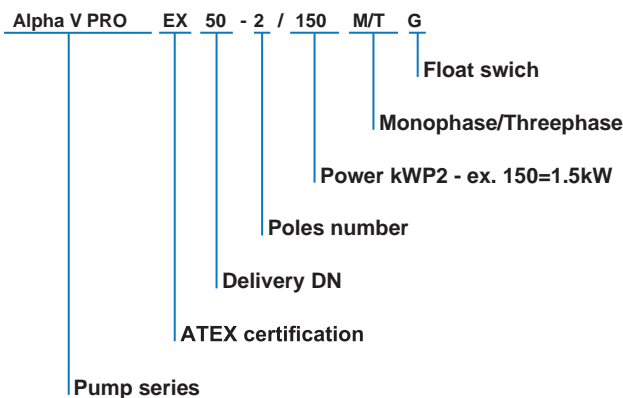 Alpha V PRO EX 50 - 2 / 150 M/T G
Float swich
Monophase/Threephase
Power kWP2 - ex. 150=1.5kW
Poles number
Delivery DN
ATEX certification
Pump series